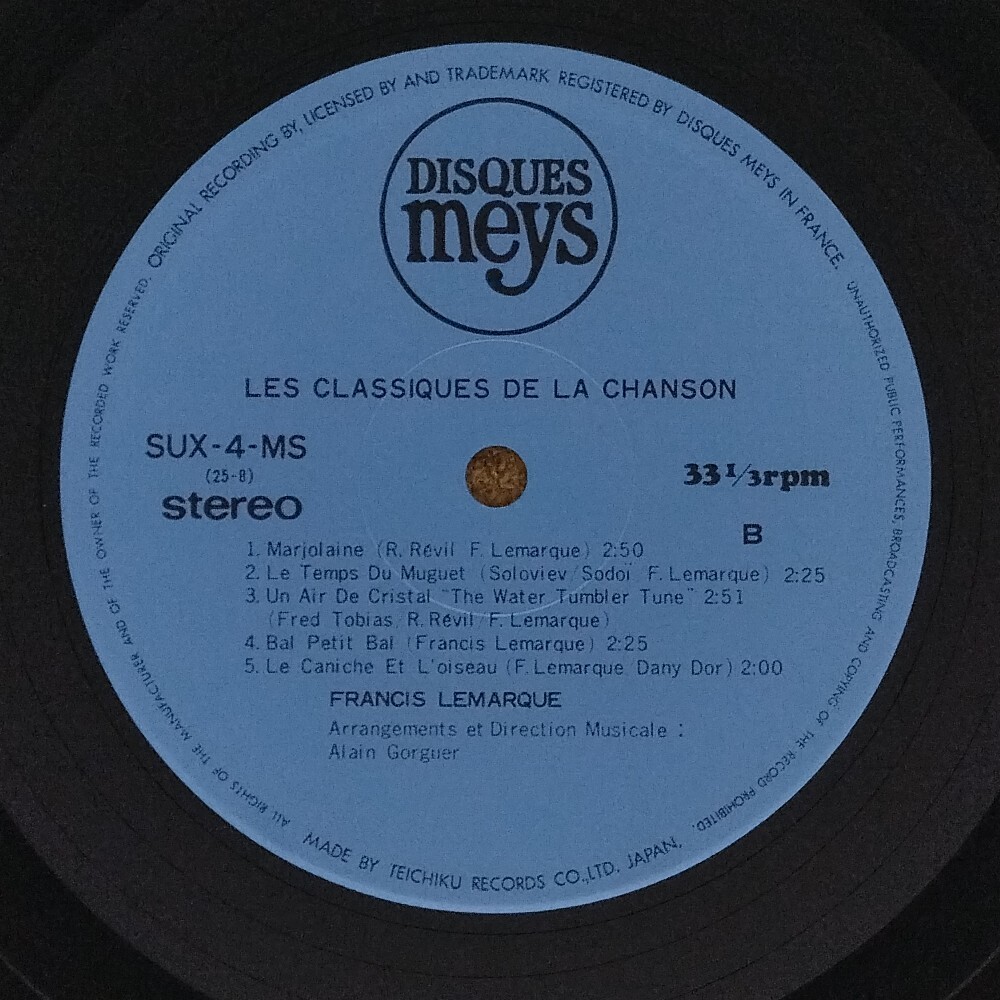 ORIGINAL RECORDING BY, LICENSED BY AND TRADEMARK REGISTERED BY DISQUES MEYS IN FRANCE.
UNAUTHORIZED PUBLIC PERFORMANCES, BROADCASTING AND COPYING OF THE RECORD PROHIBITED.
DISQUES
meys
LES CLASSIQUES DE LA CHANSON
SUX-4-MS
(25-8)
stereo
33 1/3rpm
B
1. Marjolaine (R. Révil F. Lemarque) 2:50
2. Le Temps Du Muguet (Soloviev/Sodoï F. Lemarque) 2:25
3. Un Air De Cristal "The Water Tumbler Tune" 2:51
(Fred Tobias/R. Révil/F. Lemarque)
4. Bal Petit Bal (Francis Lemarque) 2:25
5. Le Caniche Et L'oiseau (F. Lemarque Dany Dor) 2:00
FRANCIS LEMARQUE
Arrangements et Direction Musicale :
Alain Gorguer
ALL RIGHTS OF THE MANUFACTURER AND OF THE OWNER OF THE RECORDED WORK RESERVED.
MADE BY TEICHIKU RECORDS CO.,LTD. JAPAN.